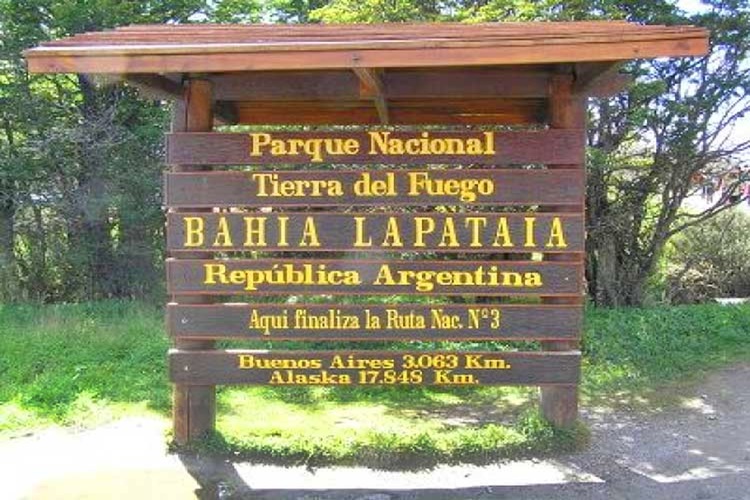 Parque Nacional
Tierra del Fuego
BAHIA LAPATAIA
República Argentina
Aqui finaliza la Ruta Nac. Nº3
Buenos Aires 3.063 Km.
Alaska 17.848 Km.